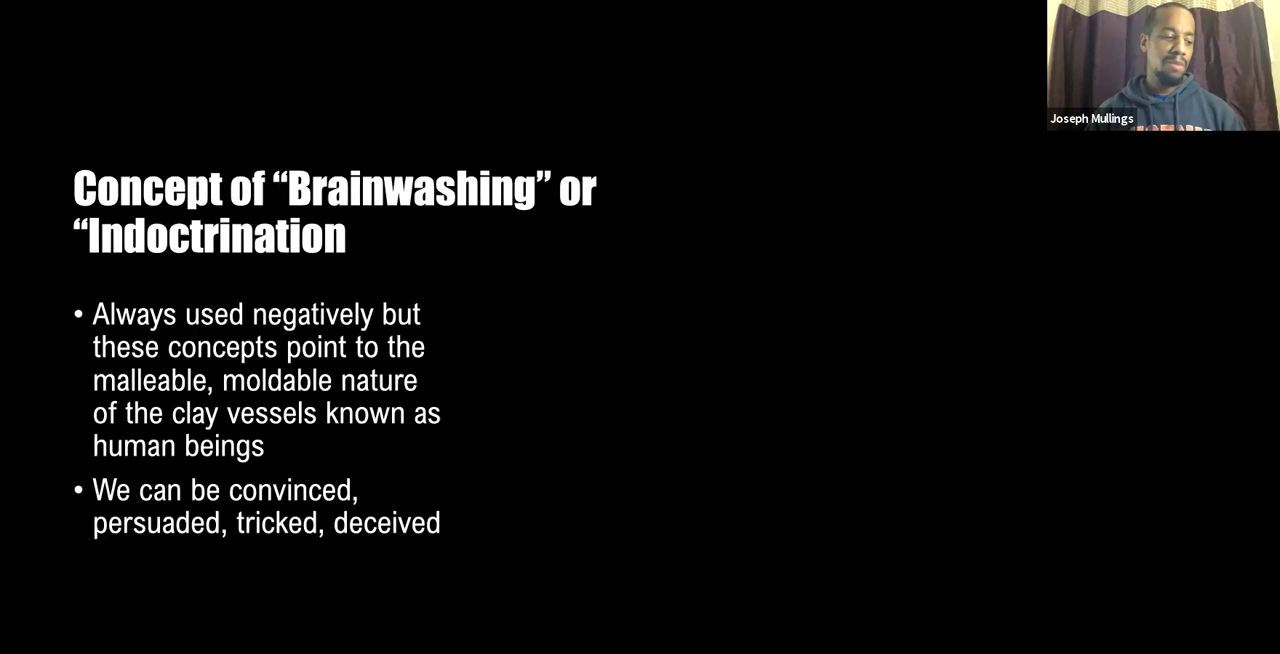 Joseph Mullings
Concept of “Brainwashing” or
“Indoctrination
• Always used negatively but
these concepts point to the
malleable, moldable nature
of the clay vessels known as
human beings
• We can be convinced,
persuaded, tricked, deceived